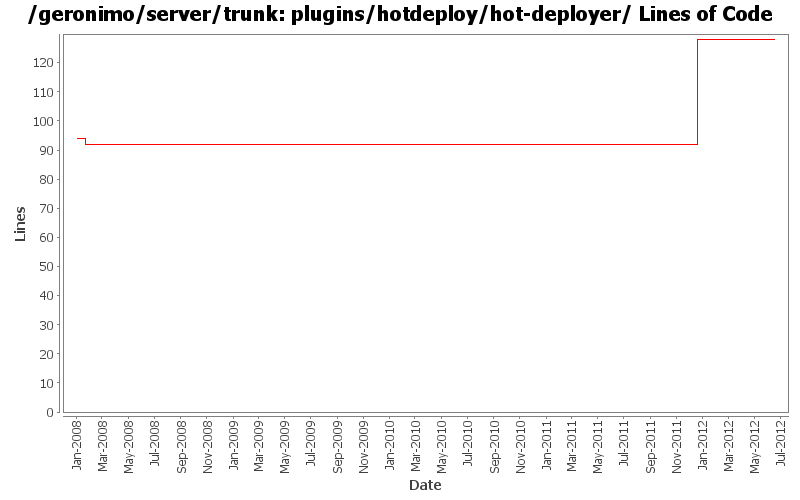 /geronimo/server/trunk: plugins/hotdeploy/hot-deployer/ Lines of Code
Lines
120
110
100
90
80
70
60
50
40
30
20
10
0
Jan-2008
Mar-2008
May-2008
Jul-2008
Sep-2008
Nov-2008
Jan-2009
Mar-2009
May-2009
Jul-2009
Sep-2009
Nov-2009
Jan-2010
Mar-2010
May-2010
Jul-2010
Sep-2010
Nov-2010
Jan-2011
Mar-2011
May-2011
Jul-2011
Sep-2011
Nov-2011
Jan-2012
Mar-2012
May-2012
Jul-2012
Date